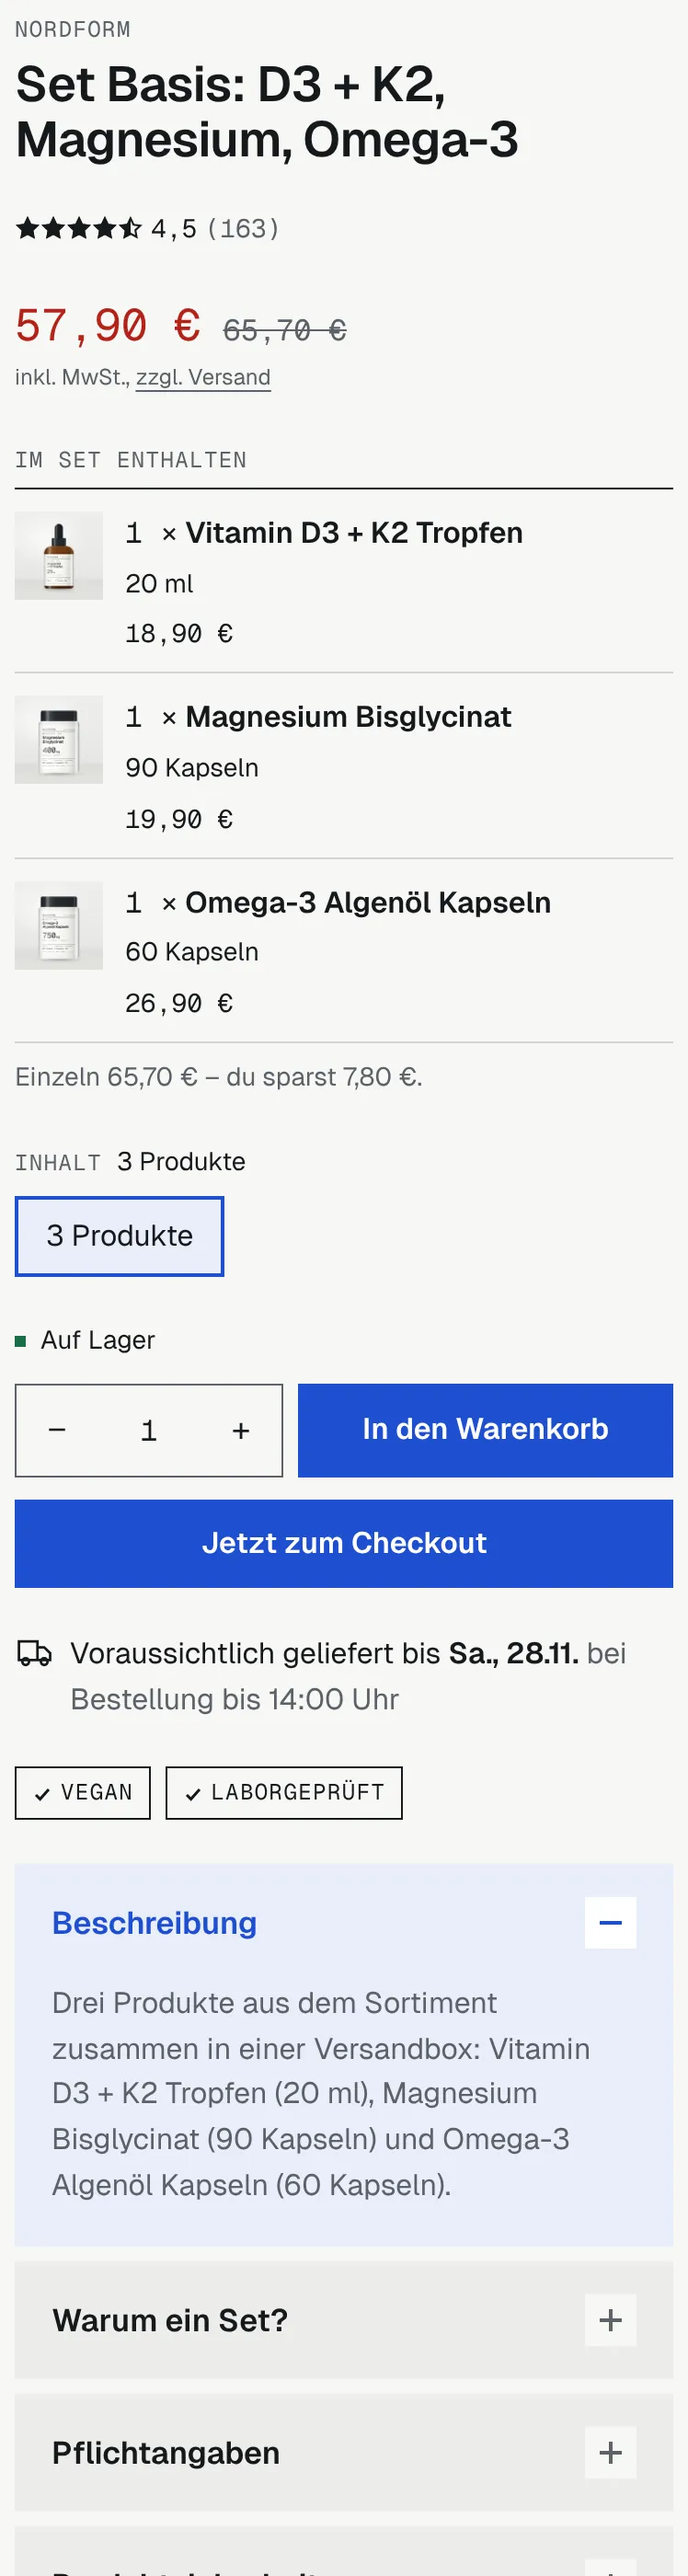 NORDFORM
Set Basis: D3 + K2,
Magnesium, Omega-3
4,5 (163)
57,90 € 65,70 €
inkl. MwSt., zzgl. Versand
IM SET ENTHALTEN
1 × Vitamin D3 + K2 Tropfen
20 ml
18,90 €
1 × Magnesium Bisglycinat
90 Kapseln
19,90 €
1 × Omega-3 Algenöl Kapseln
60 Kapseln
26,90 €
Einzeln 65,70 € – du sparst 7,80 €.
INHALT 3 Produkte
3 Produkte
Auf Lager
− 1 + In den Warenkorb
Jetzt zum Checkout
Voraussichtlich geliefert bis Sa., 28.11. bei
Bestellung bis 14:00 Uhr
VEGAN LABORGEPRÜFT
Beschreibung
Drei Produkte aus dem Sortiment
zusammen in einer Versandbox: Vitamin
D3 + K2 Tropfen (20 ml), Magnesium
Bisglycinat (90 Kapseln) und Omega-3
Algenöl Kapseln (60 Kapseln).
Warum ein Set?
Pflichtangaben